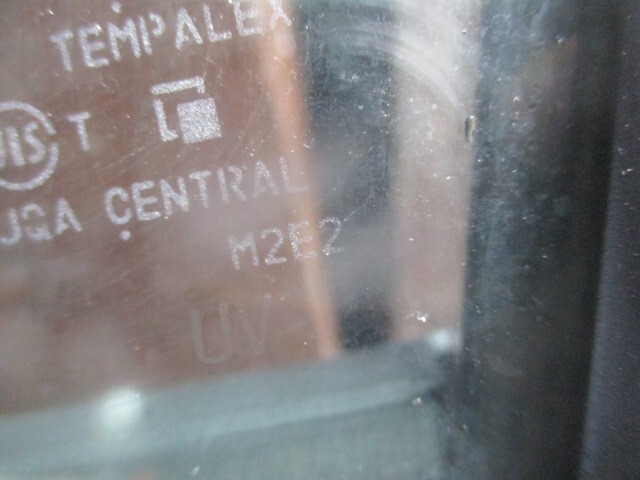 TEMPALEX
JIS T
JQA CENTRAL
M2E2
UV